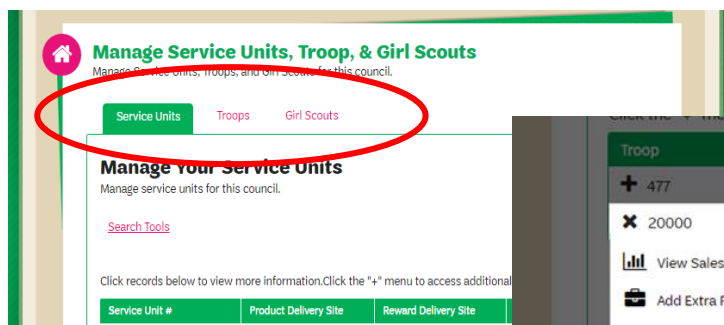 Manage Service Units, Troop, & Girl Scouts
Manage Service Units, Troops, and Girl Scouts for this council.
Service Units Troops Girl Scouts
Manage Your Service Units
Manage service units for this council.
Search Tools
Click records below to view more information.Click the "+" menu to access additional
Service Unit # Product Delivery Site Reward Delivery Site
Click the "+"
Troop
477
20000
View Sales
Add Extra